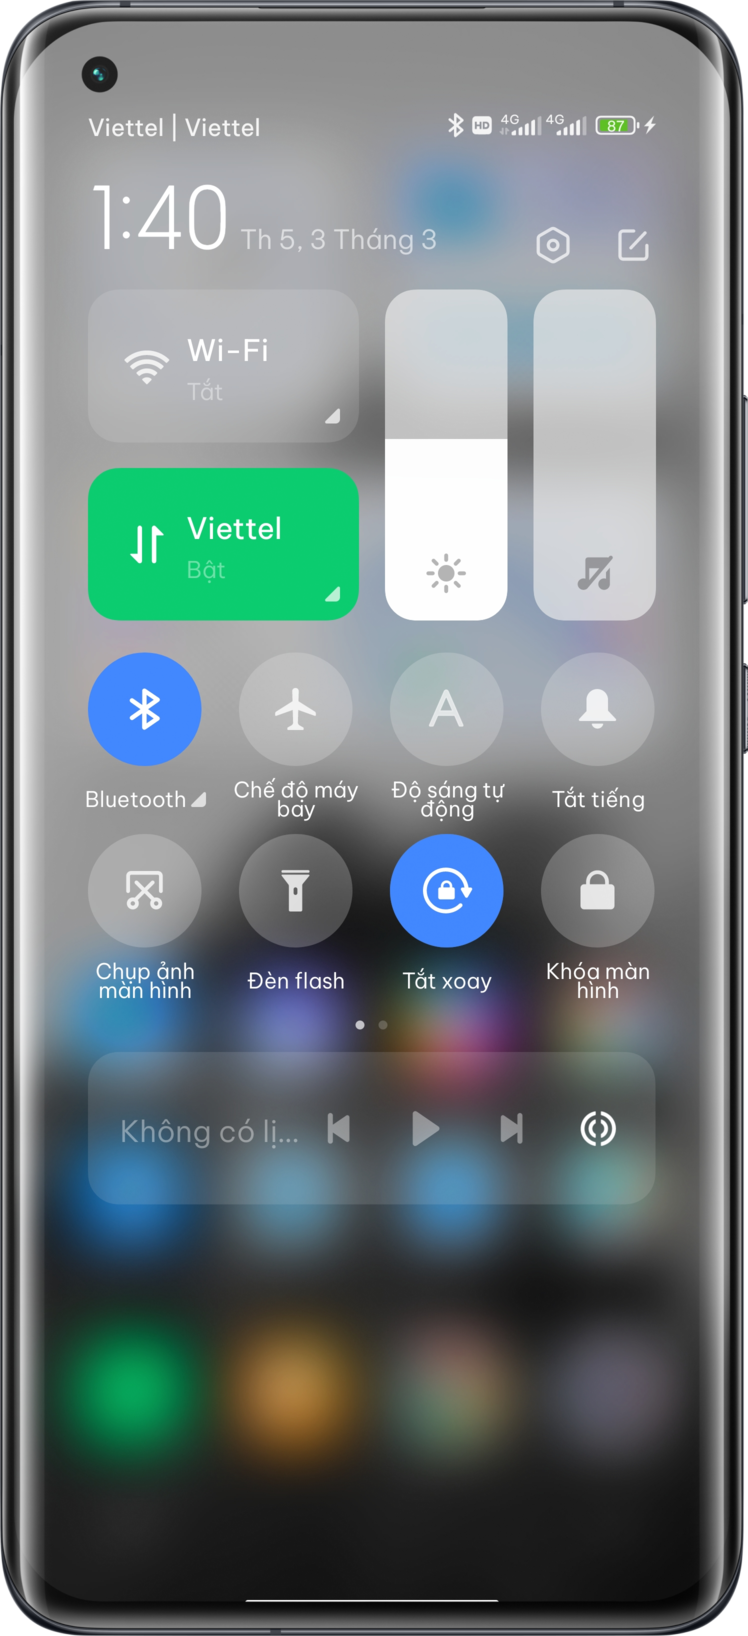 Viettel | Viettel
HD 4G 4G 87
1:40 Th 5, 3 Tháng 3
Wi-Fi
Tắt
Viettel
Bật
Bluetooth
Chế độ máy
bay
A
Độ sáng tự
động
Tắt tiếng
Chụp ảnh
màn hình
Đèn flash
Tắt xoay
Khóa màn
hình
Không có lị...